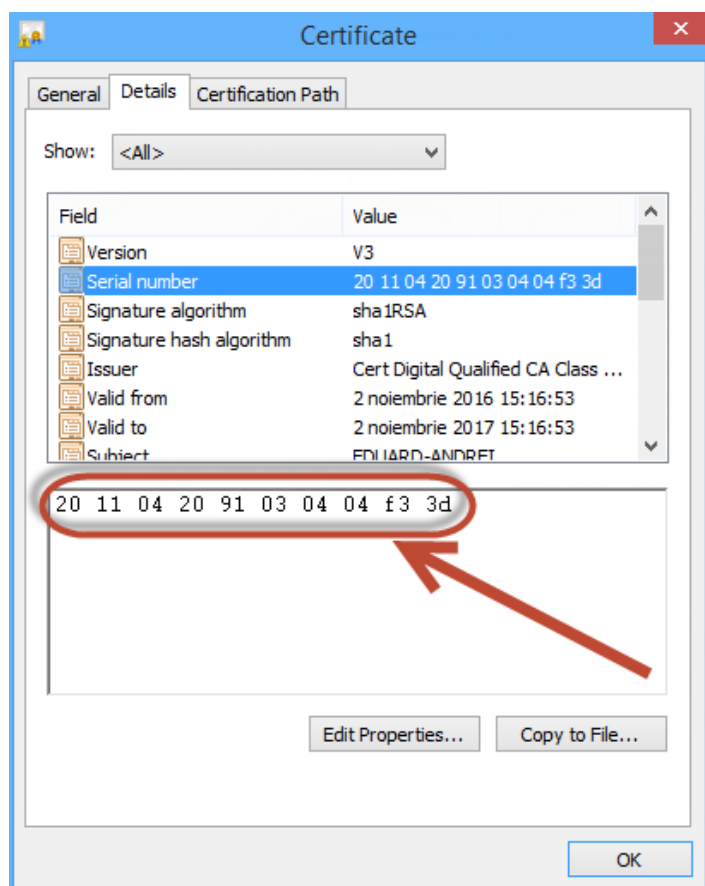 Certificate
General Details Certification Path
Show: <All>
Field Value
Version V3
Serial number 20 11 04 20 91 03 04 04 f3 3d
Signature algorithm sha1RSA
Signature hash algorithm sha1
Issuer Cert Digital Qualified CA Class ...
Valid from 2 noiembrie 2016 15:16:53
Valid to 2 noiembrie 2017 15:16:53
Subject EDUARD-ANDREI
20 11 04 20 91 03 04 04 f3 3d
Edit Properties... Copy to File...
OK